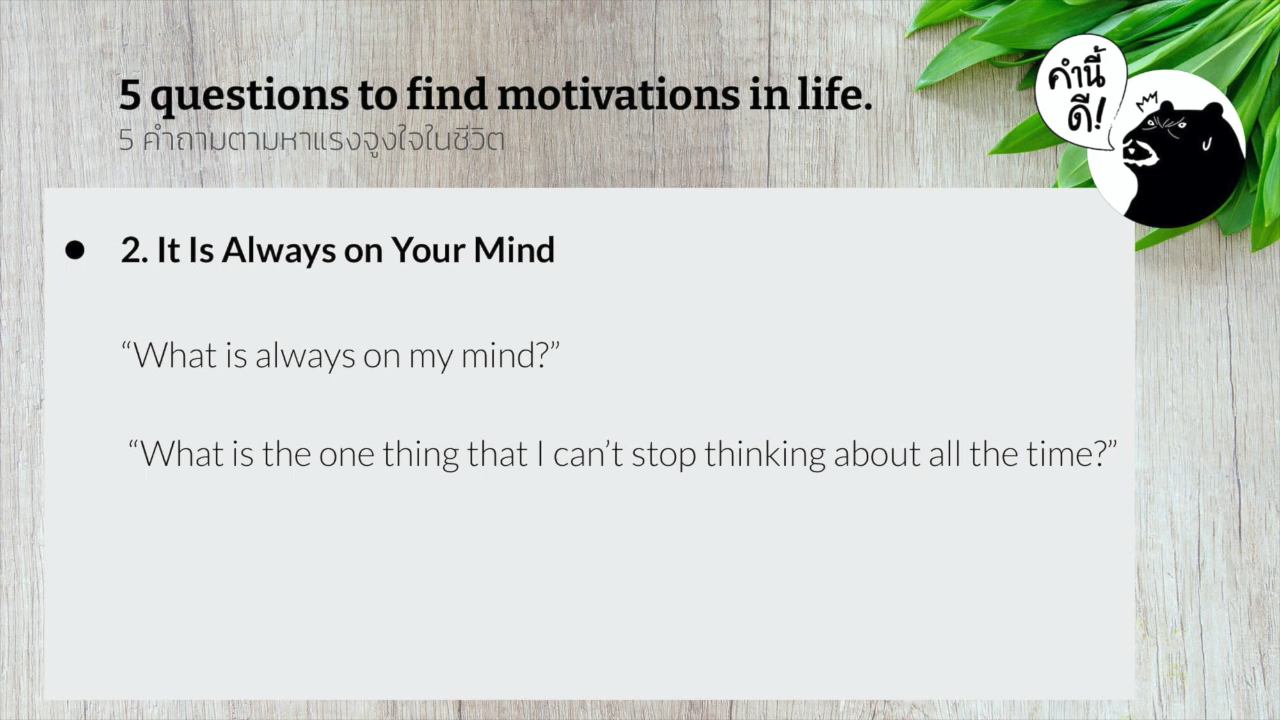 5 questions to find motivations in life.
5 คำถามตามหาแรงจูงใจในชีวิต
คำนี้
ดี!
● 2. It Is Always on Your Mind
“What is always on my mind?”
“What is the one thing that I can’t stop thinking about all the time?”